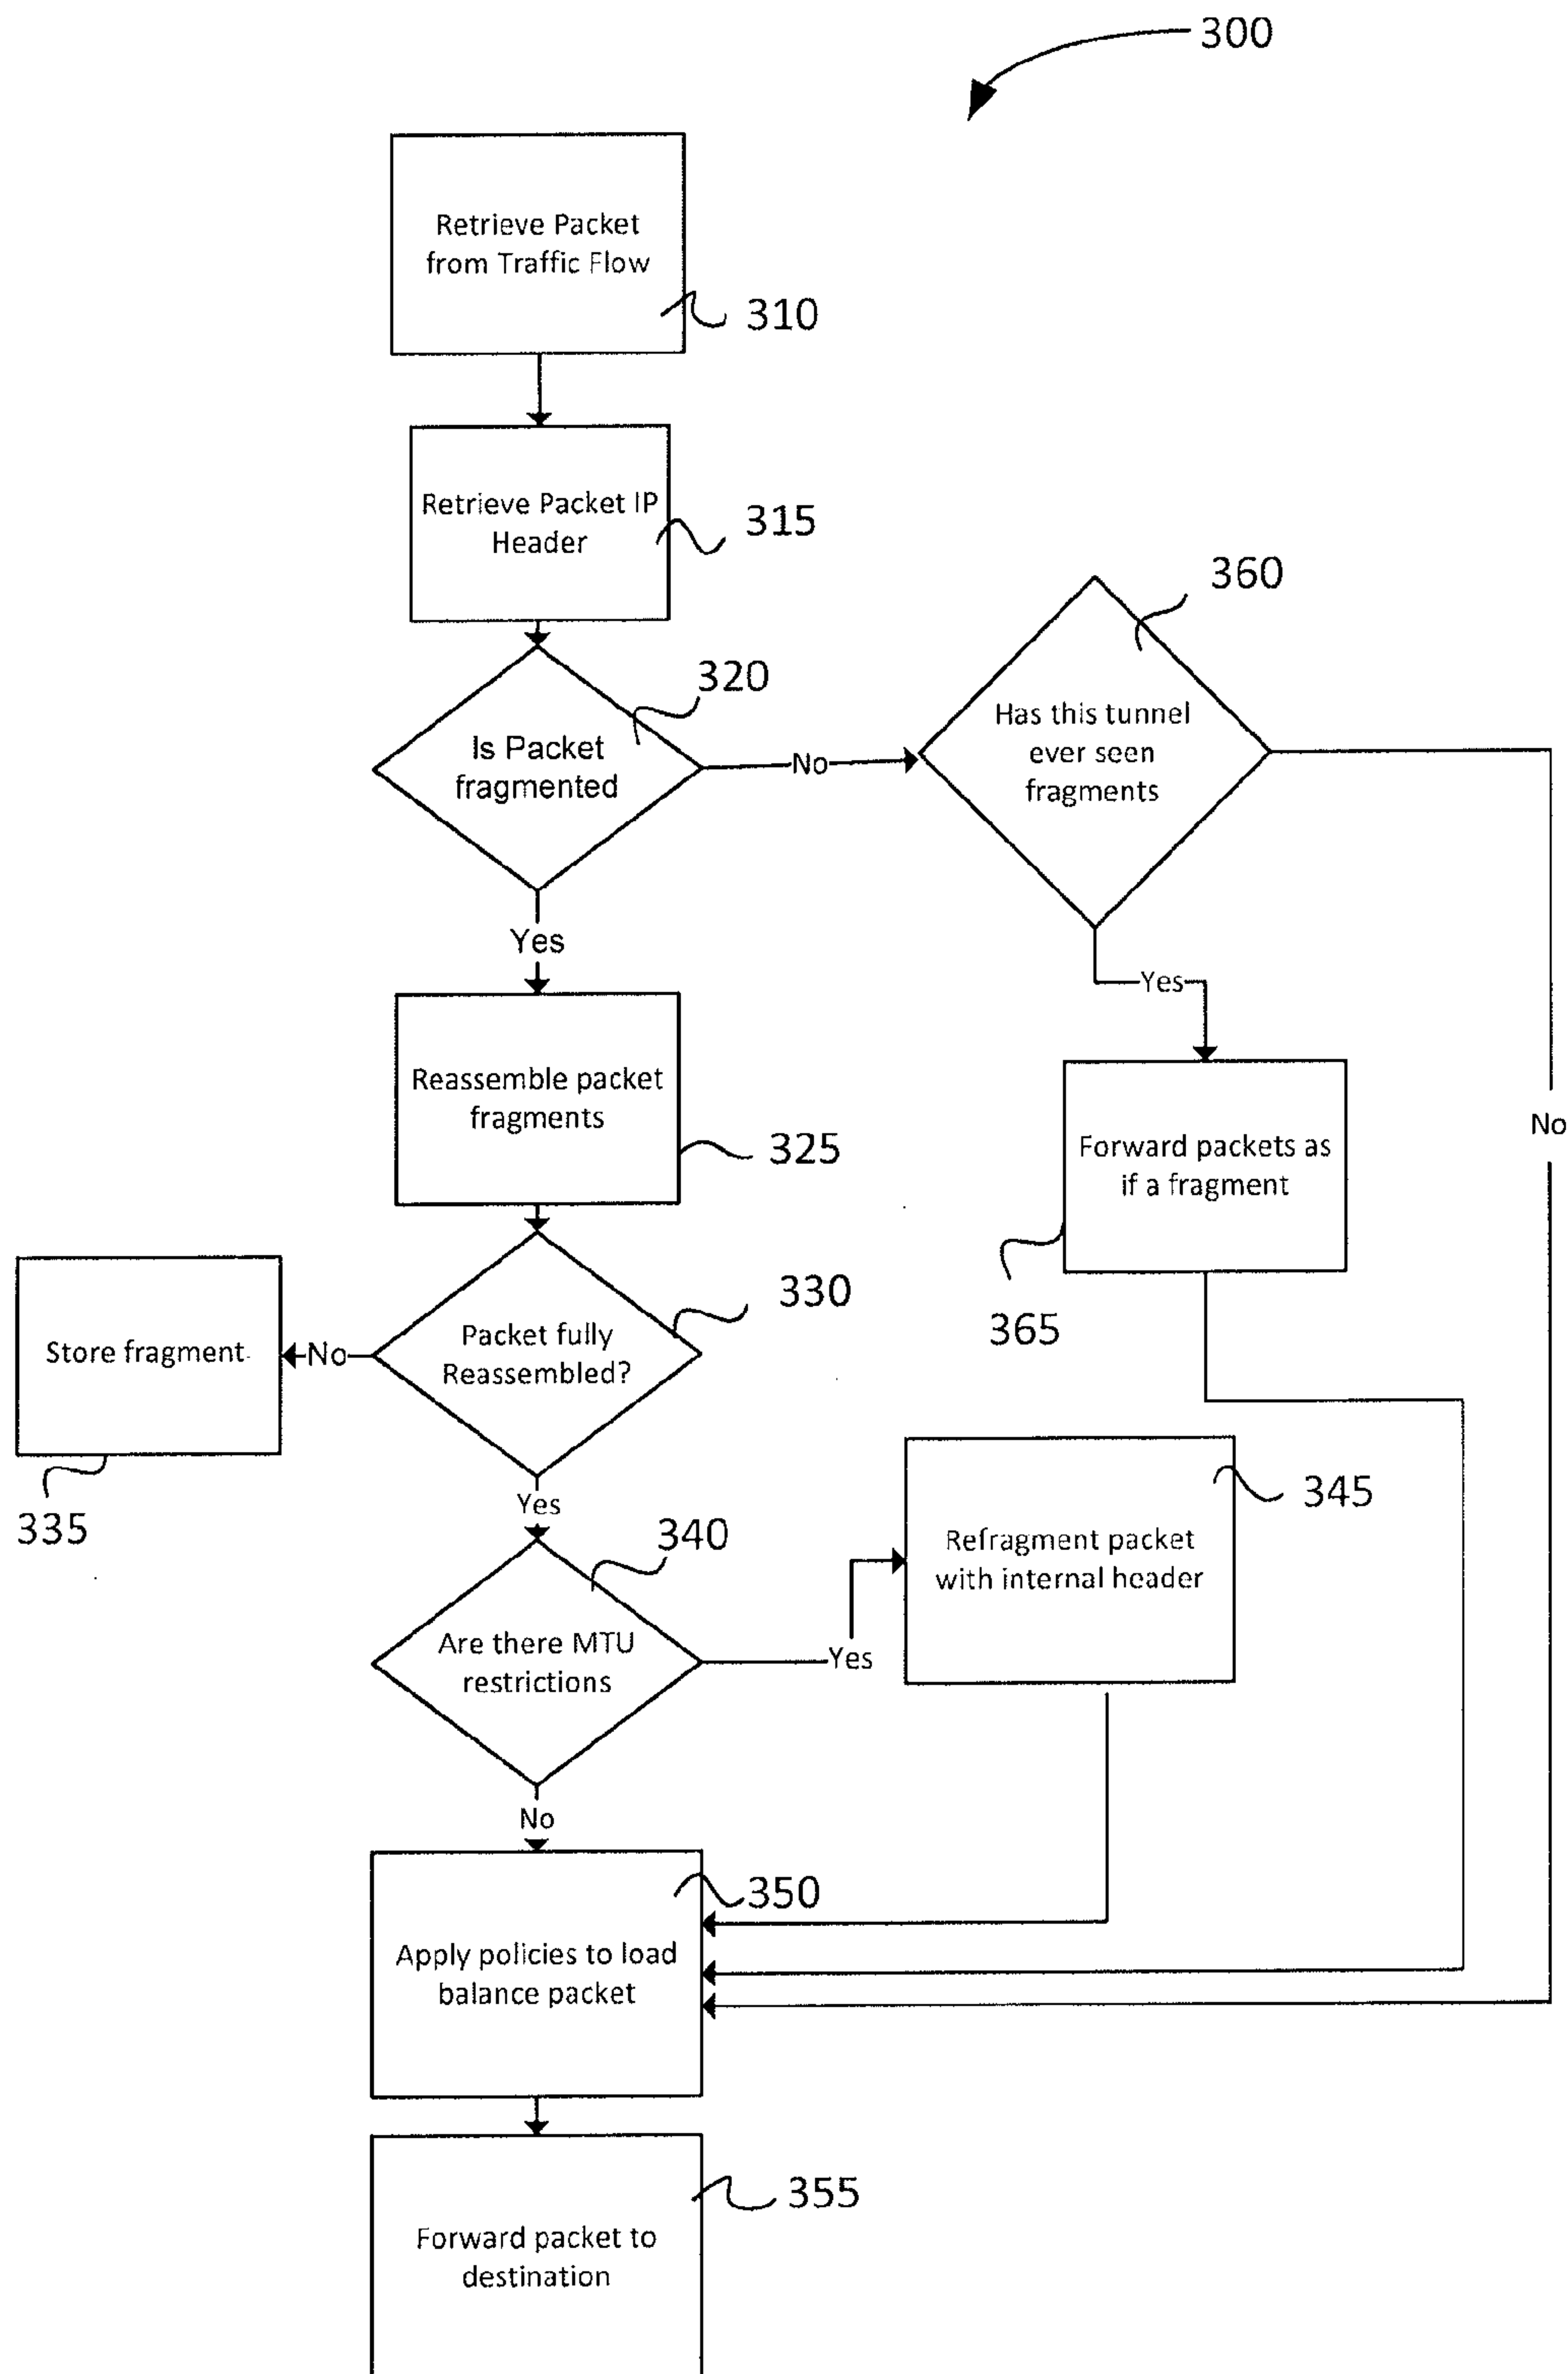 300
Retrieve Packet
from Traffic Flow
310
Retrieve Packet IP
Header
315
320
Is Packet
fragmented
No
360
Has this tunnel
ever seen
fragments
Yes
Yes
No
Reassemble packet
fragments
325
Forward packets as
if a fragment
365
330
Packet fully
Reassembled?
No
Store fragment
335
Yes
340
Are there MTU
restrictions
Yes
Refragment packet
with internal header
345
No
350
Apply policies to load
balance packet
355
Forward packet to
destination